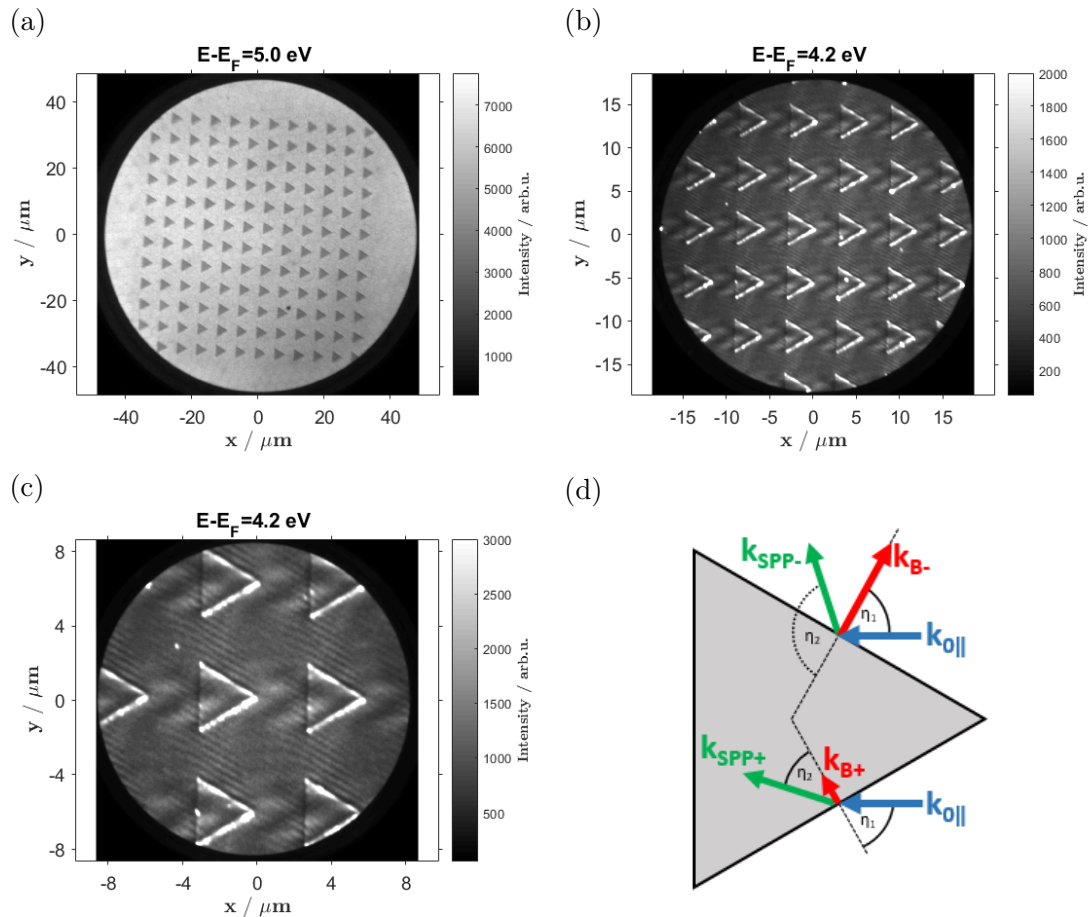 (a)
E-E_F=5.0 eV
40
20
0
-20
-40
y / μm
-40 -20 0 20 40
x / μm
7000
6000
5000
4000
3000
2000
1000
Intensity / arb.u.
(b)
E-E_F=4.2 eV
15
10
5
0
-5
-10
-15
y / μm
-15 -10 -5 0 5 10 15
x / μm
2000
1800
1600
1400
1200
1000
800
600
400
200
Intensity / arb.u.
(c)
E-E_F=4.2 eV
8
4
0
-4
-8
y / μm
-8 -4 0 4 8
x / μm
3000
2500
2000
1500
1000
500
Intensity / arb.u.
(d)
k_SPP-
k_B-
η₁
η₂
k_0||
k_SPP+
η₂
k_B+
k_0||
η₁